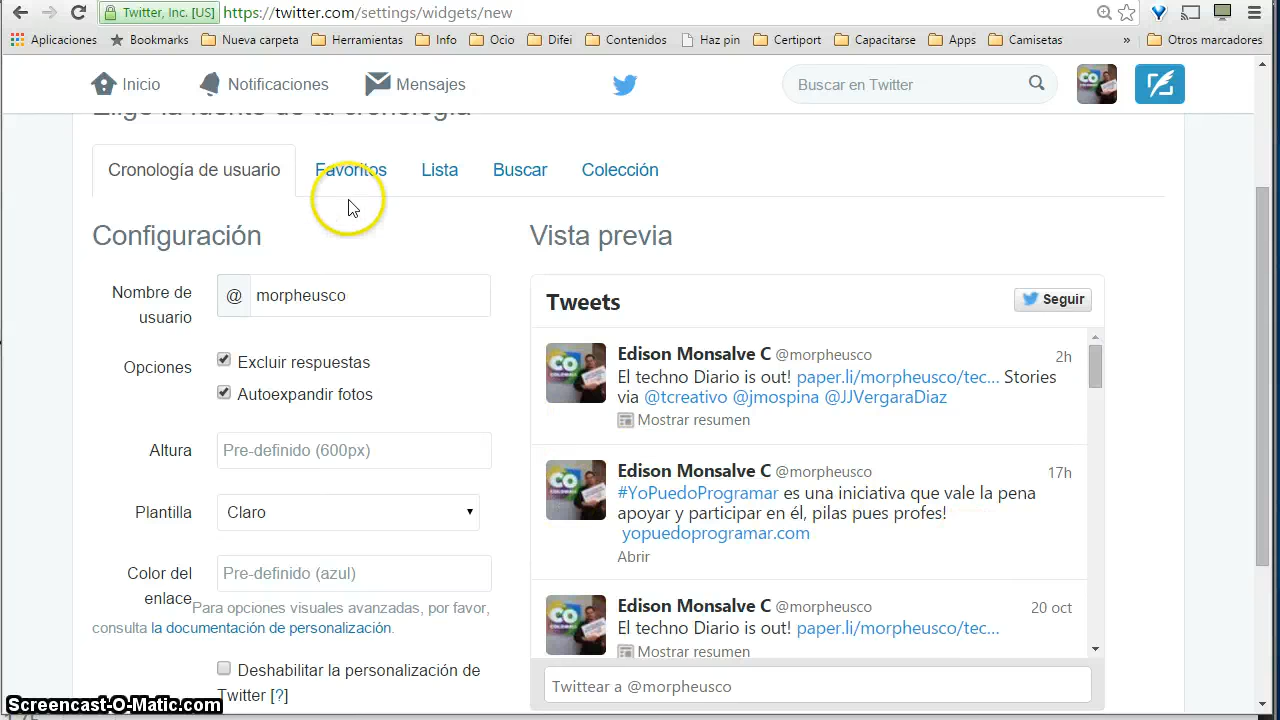 Twitter, Inc. [US] https://twitter.com/settings/widgets/new
Aplicaciones Bookmarks Nueva carpeta Herramientas Info Ocio Difei Contenidos Haz pin Certiport Capacitarse Apps Camisetas » Otros marcadores
Inicio Notificaciones Mensajes Buscar en Twitter
Elige la fuente de tu cronología
Cronología de usuario Favoritos Lista Buscar Colección
Configuración
Nombre de
usuario
@ morpheusco
Opciones
Excluir respuestas
Autoexpandir fotos
Altura Pre-definido (600px)
Plantilla Claro
Color del
enlace
Pre-definido (azul)
Para opciones visuales avanzadas, por favor,
consulta la documentación de personalización.
Deshabilitar la personalización de
Twitter [?]
Vista previa
Tweets Seguir
Edison Monsalve C @morpheusco 2h
El techno Diario is out! paper.li/morpheusco/tec... Stories
via @tcreativo @jmospina @JJVergaraDiaz
Mostrar resumen
Edison Monsalve C @morpheusco 17h
#YoPuedoProgramar es una iniciativa que vale la pena
apoyar y participar en él, pilas pues profes!
yopuedoprogramar.com
Abrir
Edison Monsalve C @morpheusco 20 oct
El techno Diario is out! paper.li/morpheusco/tec...
Mostrar resumen
Twittear a @morpheusco
Screencast-O-Matic.com